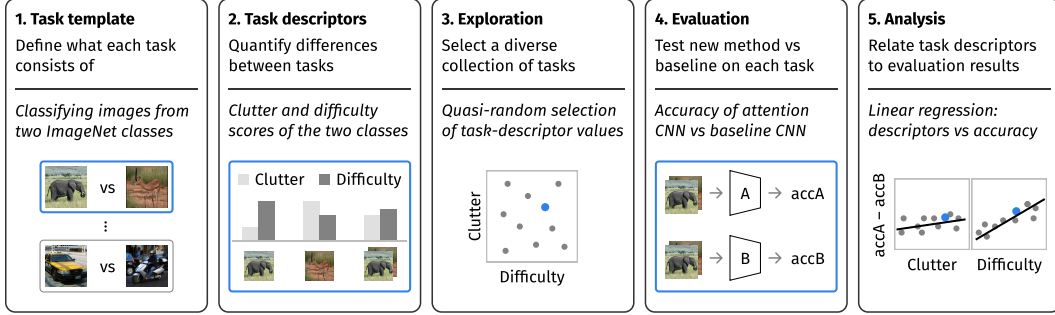 1. Task template
Define what each task
consists of
Classifying images from
two ImageNet classes
vs
vs
2. Task descriptors
Quantify differences
between tasks
Clutter and difficulty
scores of the two classes
Clutter Difficulty
3. Exploration
Select a diverse
collection of tasks
Quasi-random selection
of task-descriptor values
Clutter
Difficulty
4. Evaluation
Test new method vs
baseline on each task
Accuracy of attention
CNN vs baseline CNN
A accA
B accB
5. Analysis
Relate task descriptors
to evaluation results
Linear regression:
descriptors vs accuracy
accA − accB
Clutter Difficulty